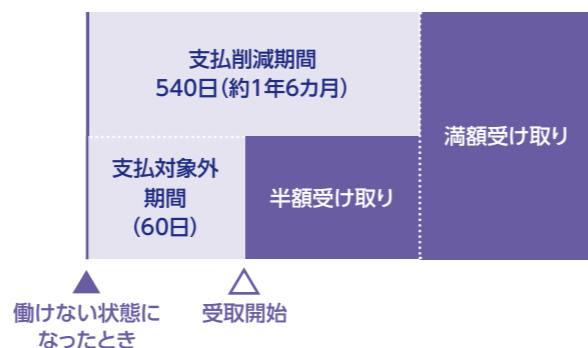 支払削減期間
540日（約1年6カ月）
満額受け取り
支払対象外
期間
（60日）
半額受け取り
働けない状態に
なったとき
受取開始